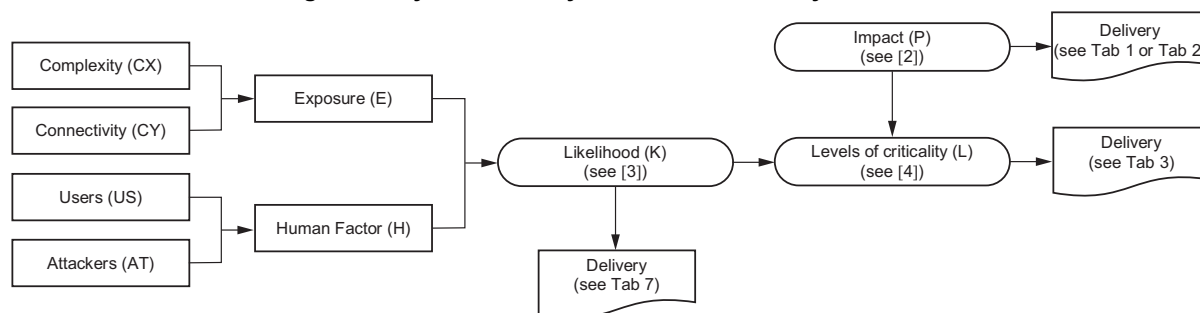 Complexity (CX)
Connectivity (CY)
Users (US)
Attackers (AT)
Exposure (E)
Human Factor (H)
Likelihood (K)
(see [3])
Delivery
(see Tab 7)
Impact (P)
(see [2])
Levels of criticality (L)
(see [4])
Delivery
(see Tab 1 or Tab 2
Delivery
(see Tab 3)